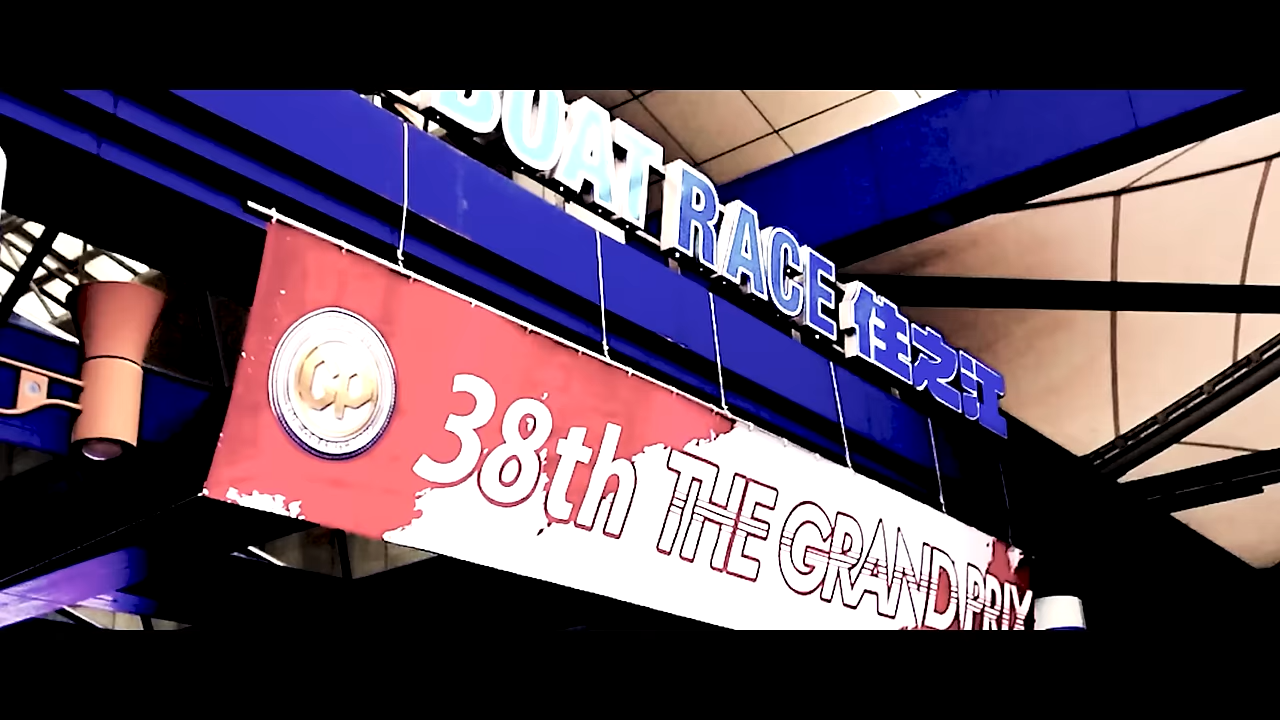 BOAT RACE 住之江
GP
38th THE GRAND PRIX